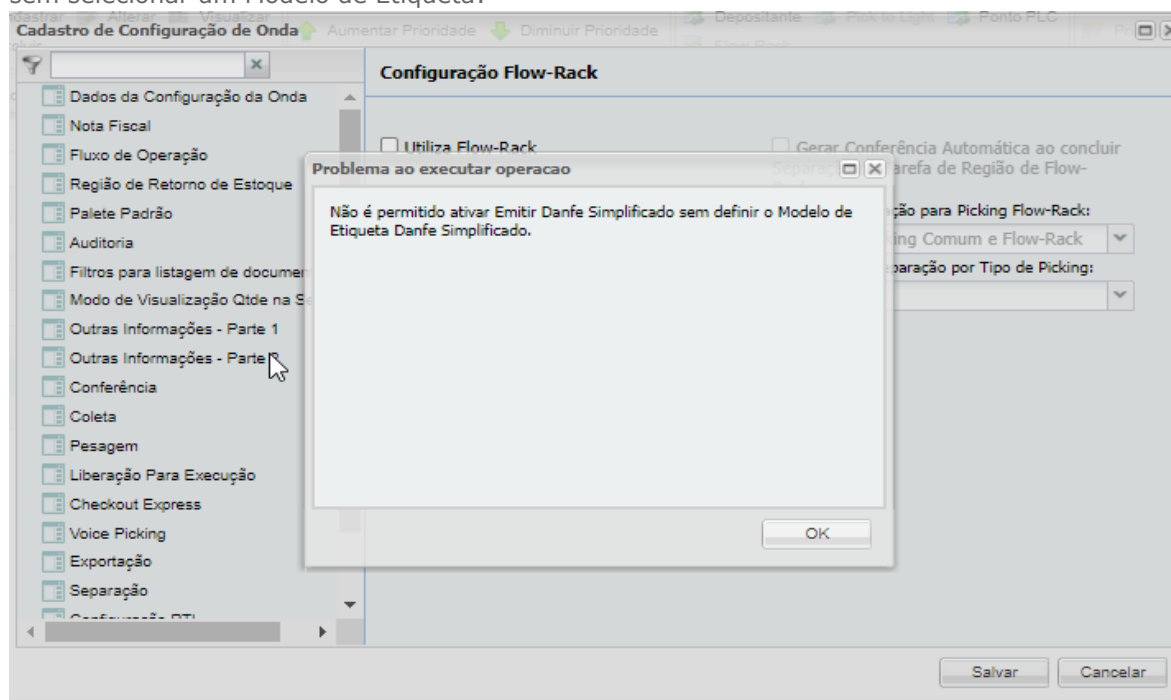 sem selecionar um Modelo de Etiqueta.
Alterar Visualizar Depositante Pick to Light Ponto PLC
Cadastro de Configuração de Onda Aumentar Prioridade Diminuir Prioridade
Flow Rack
Configuração Flow-Rack
Dados da Configuração da Onda
Nota Fiscal
Fluxo de Operação
Região de Retorno de Estoque
Palete Padrão
Auditoria
Filtros para listagem de documen
Modo de Visualização Qtde na Se
Outras Informações - Parte 1
Outras Informações - Parte
Conferência
Coleta
Pesagem
Liberação Para Execução
Checkout Express
Voice Picking
Exportação
Separação
Utiliza Flow-Rack
Gerar Conferência Automática ao concluir
Separaç arefa de Região de Flow-
ção para Picking Flow-Rack:
ing Comum e Flow-Rack
paração por Tipo de Picking:
Problema ao executar operacao
Não é permitido ativar Emitir Danfe Simplificado sem definir o Modelo de
Etiqueta Danfe Simplificado.
OK
Salvar Cancelar